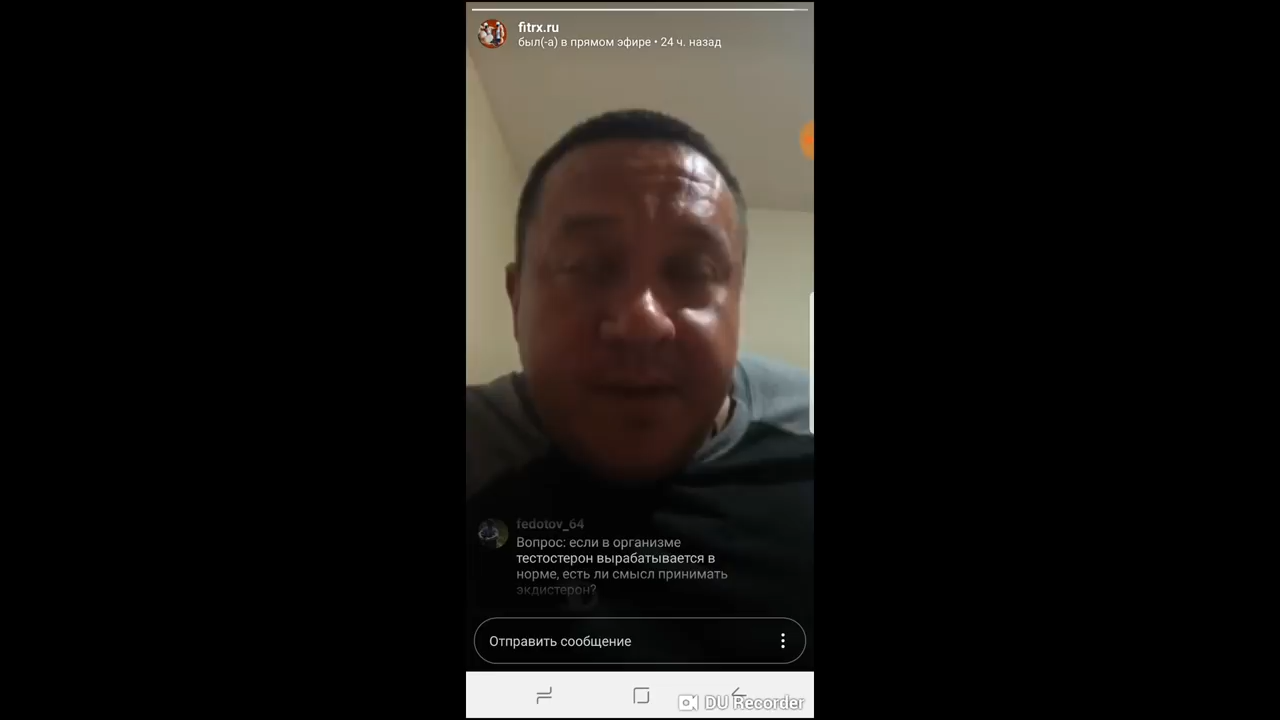 fitrx.ru
был(-а) в прямом эфире • 24 ч. назад
fedotov_64
Вопрос: если в организме
тестостерон вырабатывается в
норме, есть ли смысл принимать
экдистерон?
Отправить сообщение
DU Recorder